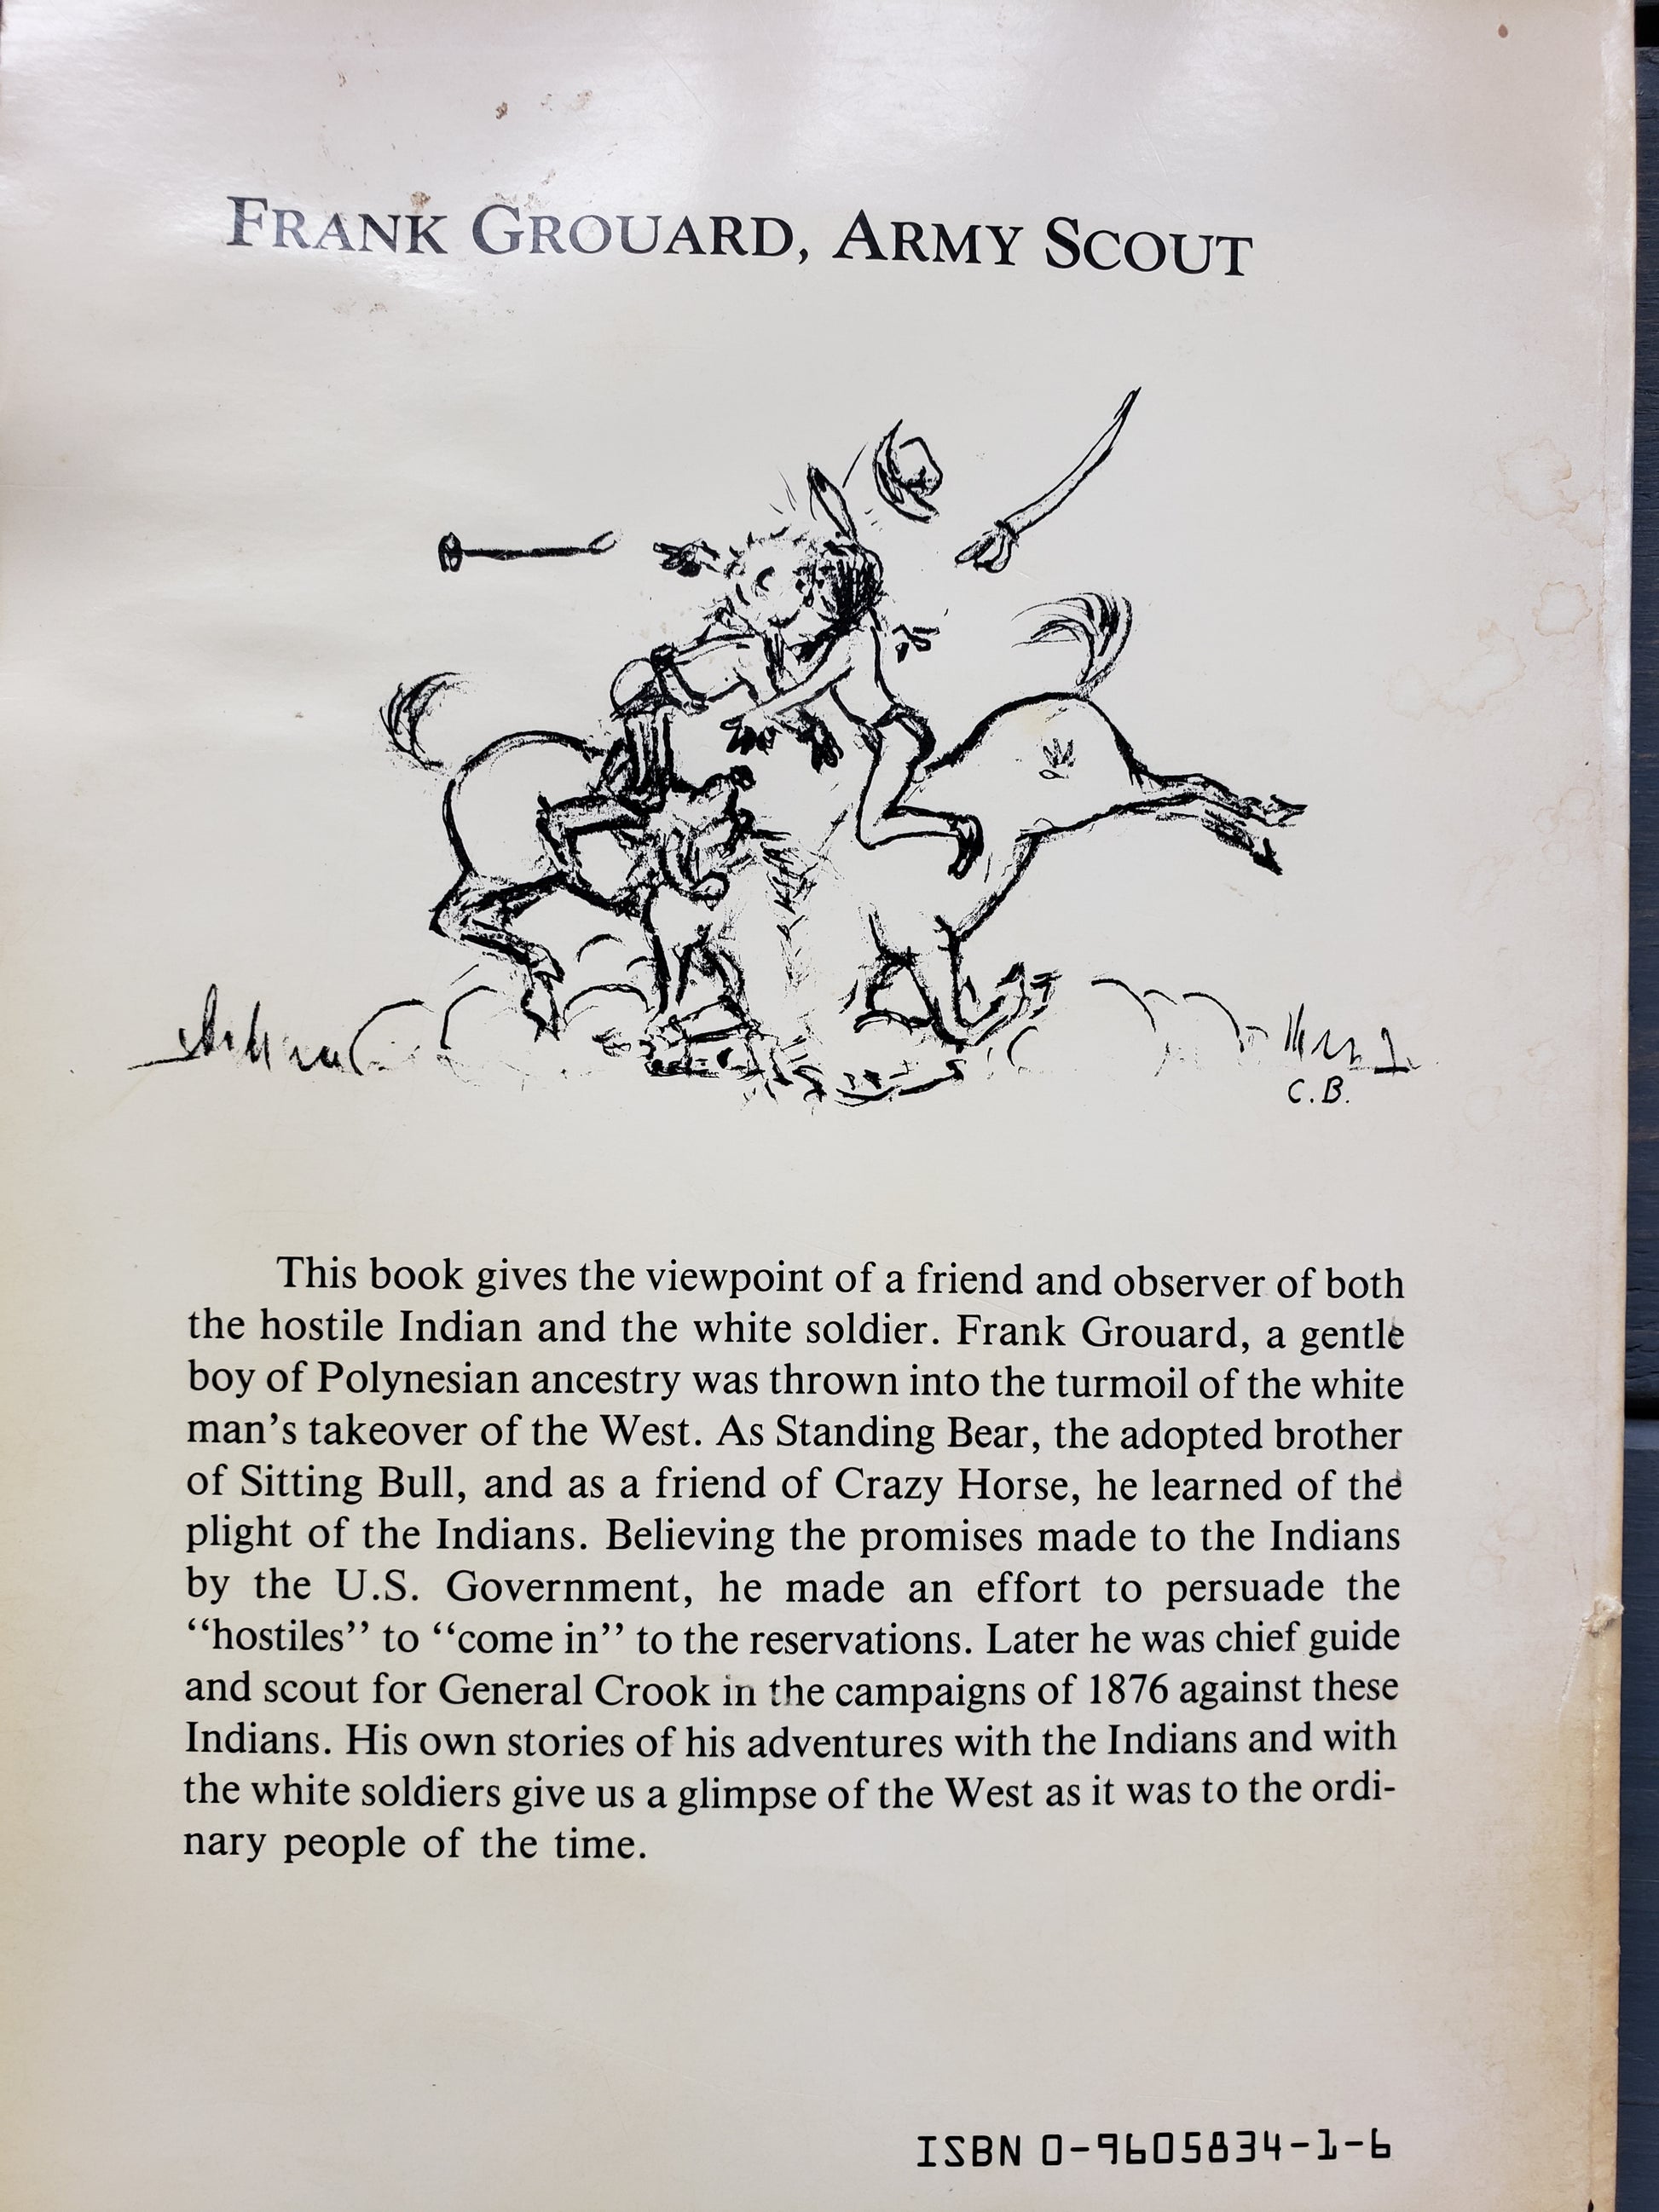 FRANK GROUARD, ARMY SCOUT
C.B.
This book gives the viewpoint of a friend and observer of both
the hostile Indian and the white soldier. Frank Grouard, a gentle
boy of Polynesian ancestry was thrown into the turmoil of the white
man's takeover of the West. As Standing Bear, the adopted brother
of Sitting Bull, and as a friend of Crazy Horse, he learned of the
plight of the Indians. Believing the promises made to the Indians
by the U.S. Government, he made an effort to persuade the
‘‘hostiles’’ to ‘‘come in’’ to the reservations. Later he was chief guide
and scout for General Crook in the campaigns of 1876 against these
Indians. His own stories of his adventures with the Indians and with
the white soldiers give us a glimpse of the West as it was to the ordi-
nary people of the time.
ISBN 0-9605834-1-6